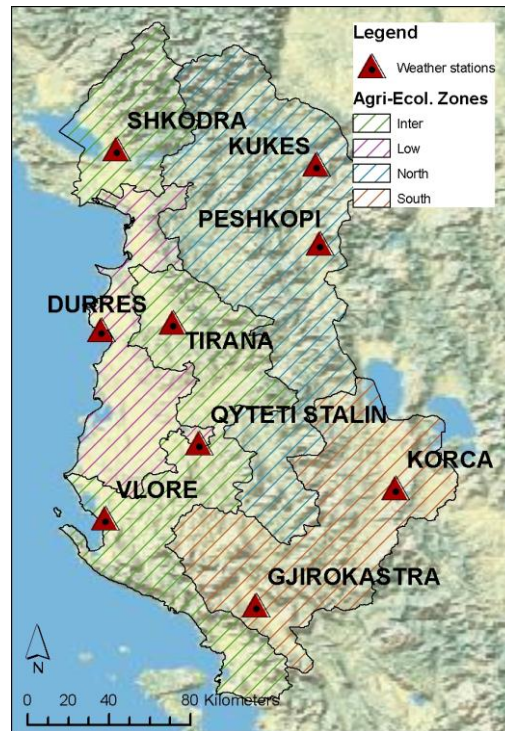 Legend
Weather stations
Agri-Ecol. Zones
Inter
Low
North
South
SHKODRA
KUKES
PESHKOPI
DURRES
TIRANA
QYTETI STALIN
KORCA
VLORE
GJIROKASTRA
N
0 20 40 80 Kilometers